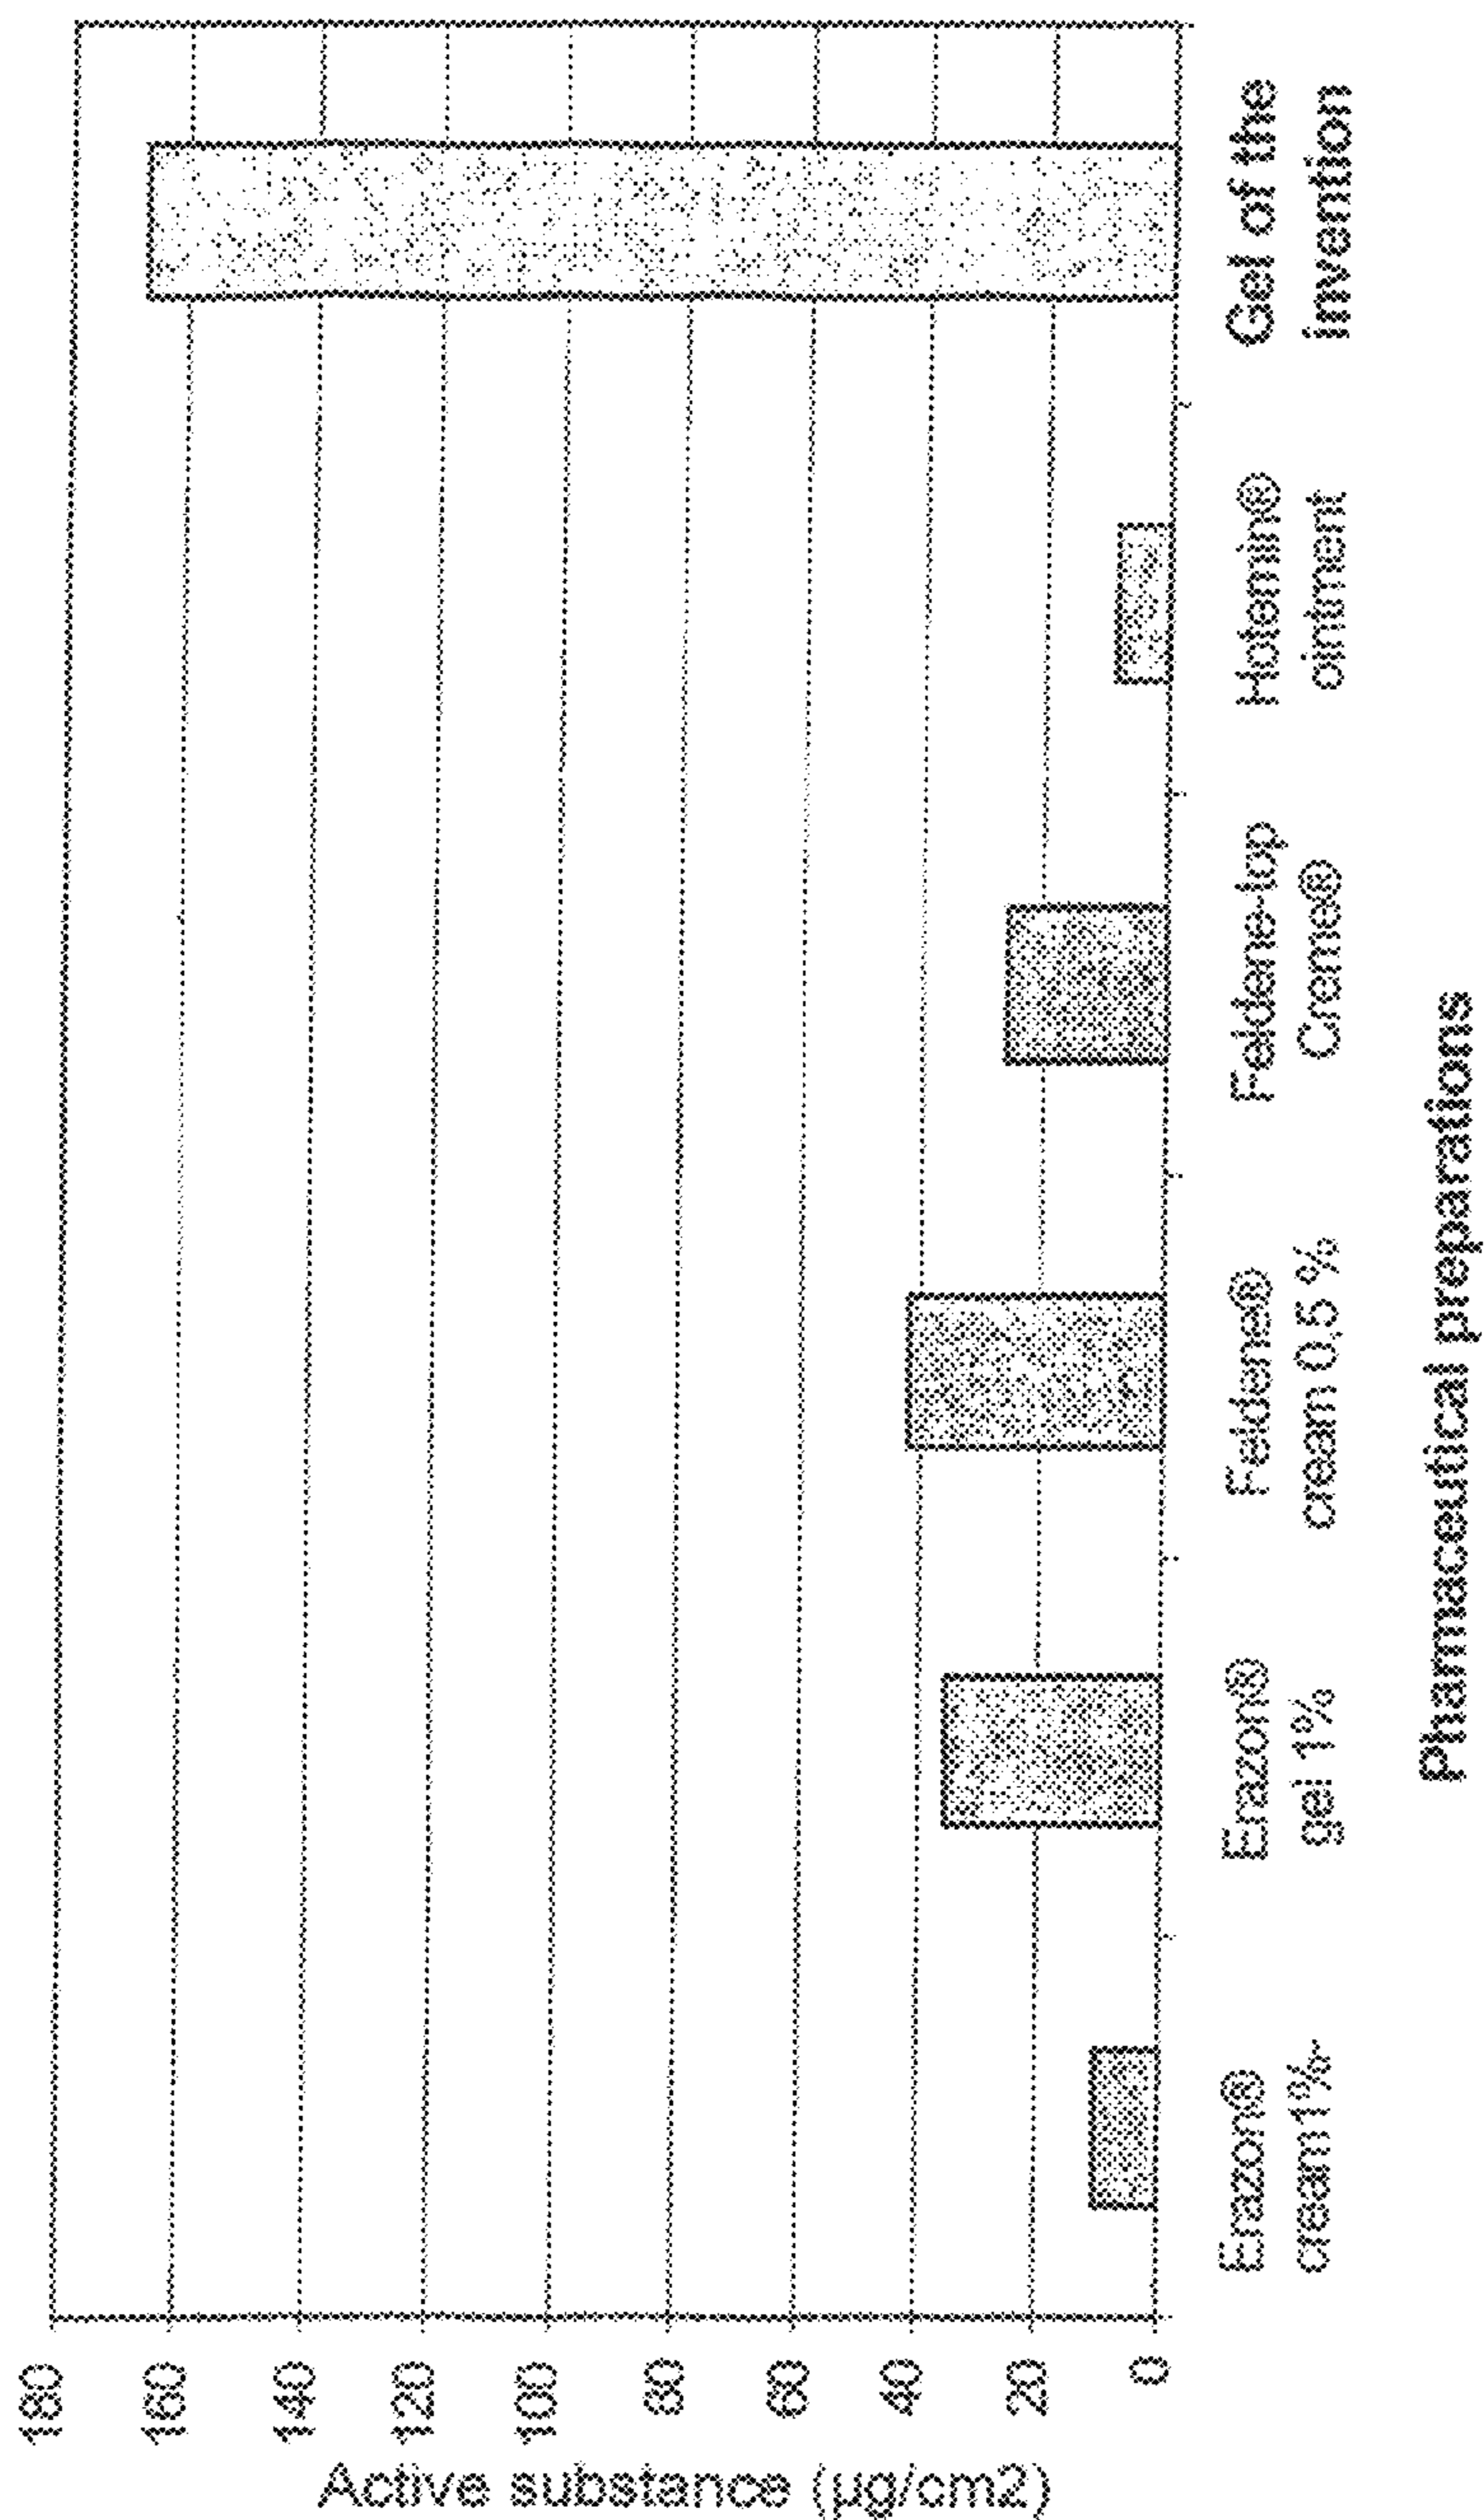 180
160
140
120
100
80
60
40
20
0
Active substance (µg/cm2)
Erazon®
cream1%
Erazon®
gel 1%
Feldene®
cream 0,5 %
Feldene-top
Creme®
Hotemin®
ointment
Gel of the
invention
Pharmaceutical preparations